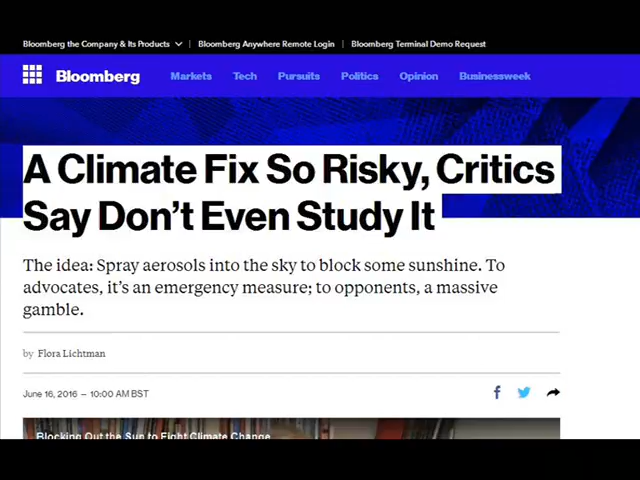 Bloomberg the Company & Its Products
Bloomberg Anywhere Remote Login
Bloomberg Terminal Demo Request
Bloomberg
Markets
Tech
Pursuits
Politics
Opinion
Businessweek
A Climate Fix So Risky, Critics
Say Don't Even Study It
The idea: Spray aerosols into the sky to block some sunshine. To
advocates, it's an emergency measure; to opponents, a massive
gamble.
by Flora Lichtman
June 16, 2016 – 10:00 AM BST
Blocking Out the Sun to Fight Climate Change